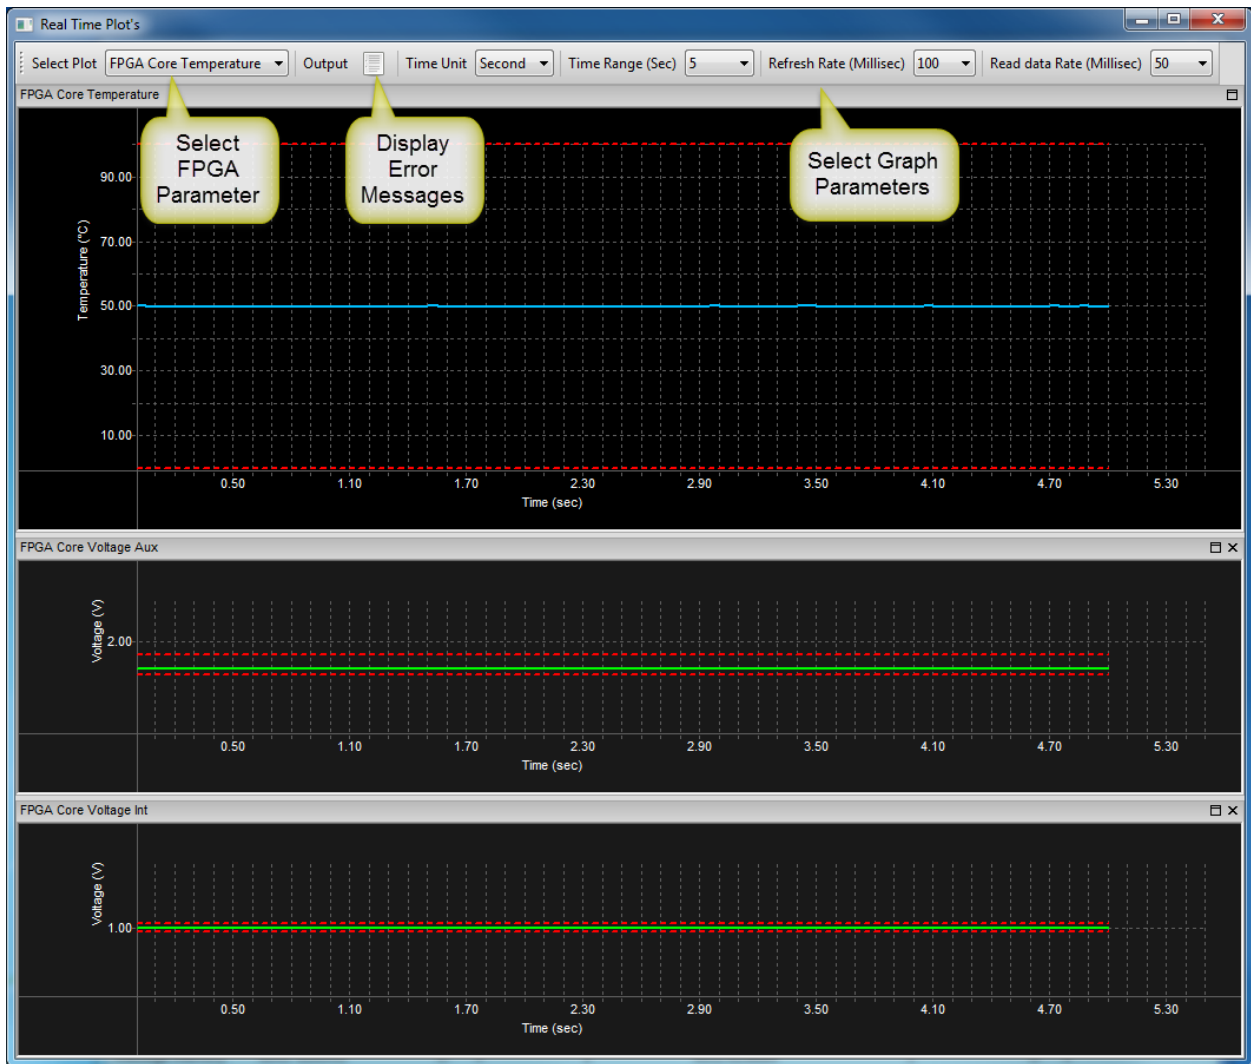 Real Time Plot's
Select Plot FPGA Core Temperature Output Time Unit Second Time Range (Sec) 5 Refresh Rate (Millisec) 100 Read data Rate (Millisec) 50
FPGA Core Temperature
Select
FPGA
Parameter
Display
Error
Messages
Select Graph
Parameters
Temperature (°C)
90.00
70.00
50.00
30.00
10.00
0.50 1.10 1.70 2.30 2.90 3.50 4.10 4.70 5.30
Time (sec)
FPGA Core Voltage Aux
Voltage (V)
2.00
0.50 1.10 1.70 2.30 2.90 3.50 4.10 4.70 5.30
Time (sec)
FPGA Core Voltage Int
Voltage (V)
1.00
0.50 1.10 1.70 2.30 2.90 3.50 4.10 4.70 5.30
Time (sec)